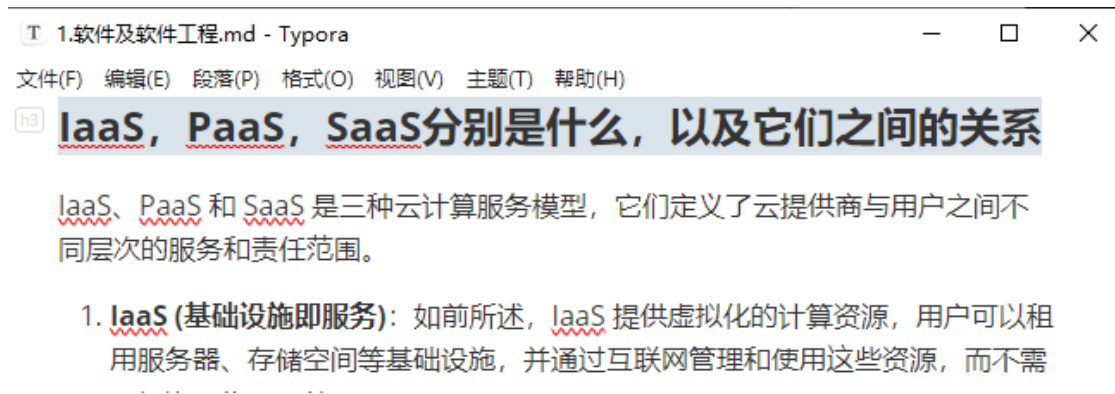 T 1.软件及软件工程.md - Typora
文件(F) 编辑(E) 段落(P) 格式(O) 视图(V) 主题(T) 帮助(H)
h3 IaaS，PaaS，SaaS分别是什么，以及它们之间的关系
IaaS、PaaS 和 SaaS 是三种云计算服务模型，它们定义了云提供商与用户之间不
同层次的服务和责任范围。
1. IaaS (基础设施即服务)：如前所述，IaaS 提供虚拟化的计算资源，用户可以租
用服务器、存储空间等基础设施，并通过互联网管理和使用这些资源，而不需